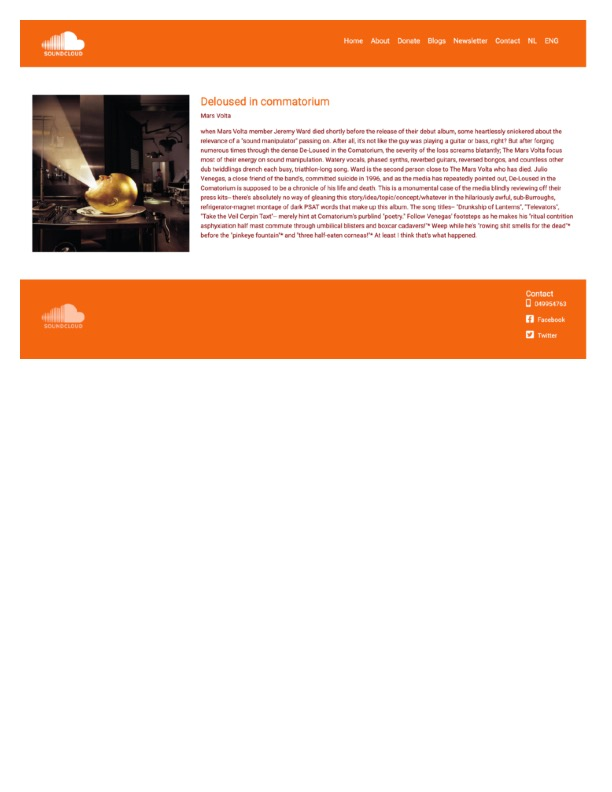 SOUNDCLOUD
Home About Donate Blogs Newsletter Contact NL ENG
Deloused in commatorium
Mars Volta
when Mars Volta member Jeremy Ward died shortly before the release of their debut album, some heartlessly snickered about the
relevance of a "sound manipulator" passing on. After all, it's not like the guy was playing a guitar or bass, right? But after forging
numerous times through the dense De-Loused In the Comatorium, the severity of the loss screams blatantly; The Mars Volta focus
most of their energy on sound manipulation. Watery vocals, phased synths, reverbed guitars, reversed bongos, and countless other
dub twiddlings drench each busy, triathlon-long song. Ward is the second person close to The Mars Volta who has died. Julio
Venegas, a close friend of the band's, committed suicide in 1996, and as the media has repeatedly pointed out, De-Loused in the
Comatorium is supposed to be a chronicle of his life and death. This is a monumental case of the media blindly reviewing off their
press kits-- there's absolutely no way of gleaning this story/idea/topic/concept/whatever in the hilariously awful, sub-Burroughs,
refrigerator-magnet montage of dark PSAT words that make up this album. The song titles-- "Drunkship of Lanterns", "Televators",
"Take the Veil Cerpin Taxt"-- merely hint at Comatorium's purblind "poetry." Follow Venegas' footsteps as he makes his "ritual contrition
asphyxiation half mast commute through umbilical blisters and boxcar cadavers!"* Weep while he's "rowing shit smells for the dead"*
before the "pinkeye fountain"* and "three half-eaten corneas!"* At least I think that's what happened.
SOUNDCLOUD
Contact
049954763
Facebook
Twitter